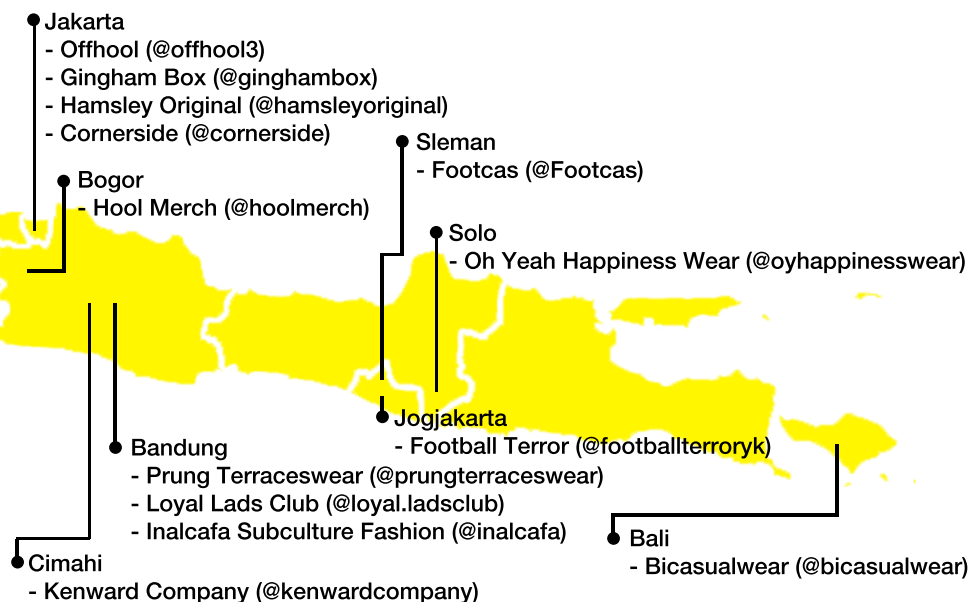 Jakarta
- Offhool (@offhool3)
- Gingham Box (@ginghambox)
- Hamsley Original (@hamsleyoriginal)
- Cornerside (@cornerside)
Sleman
- Footcas (@Footcas)
Bogor
- Hool Merch (@hoolmerch)
Solo
- Oh Yeah Happiness Wear (@oyhappinesswear)
Jogjakarta
- Football Terror (@footballterroryk)
Bandung
- Prung Terraceswear (@prungterraceswear)
- Loyal Lads Club (@loyal.ladsclub)
- Inalcafa Subculture Fashion (@inalcafa)
Bali
- Bicasualwear (@bicasualwear)
Cimahi
- Kenward Company (@kenwardcompany)